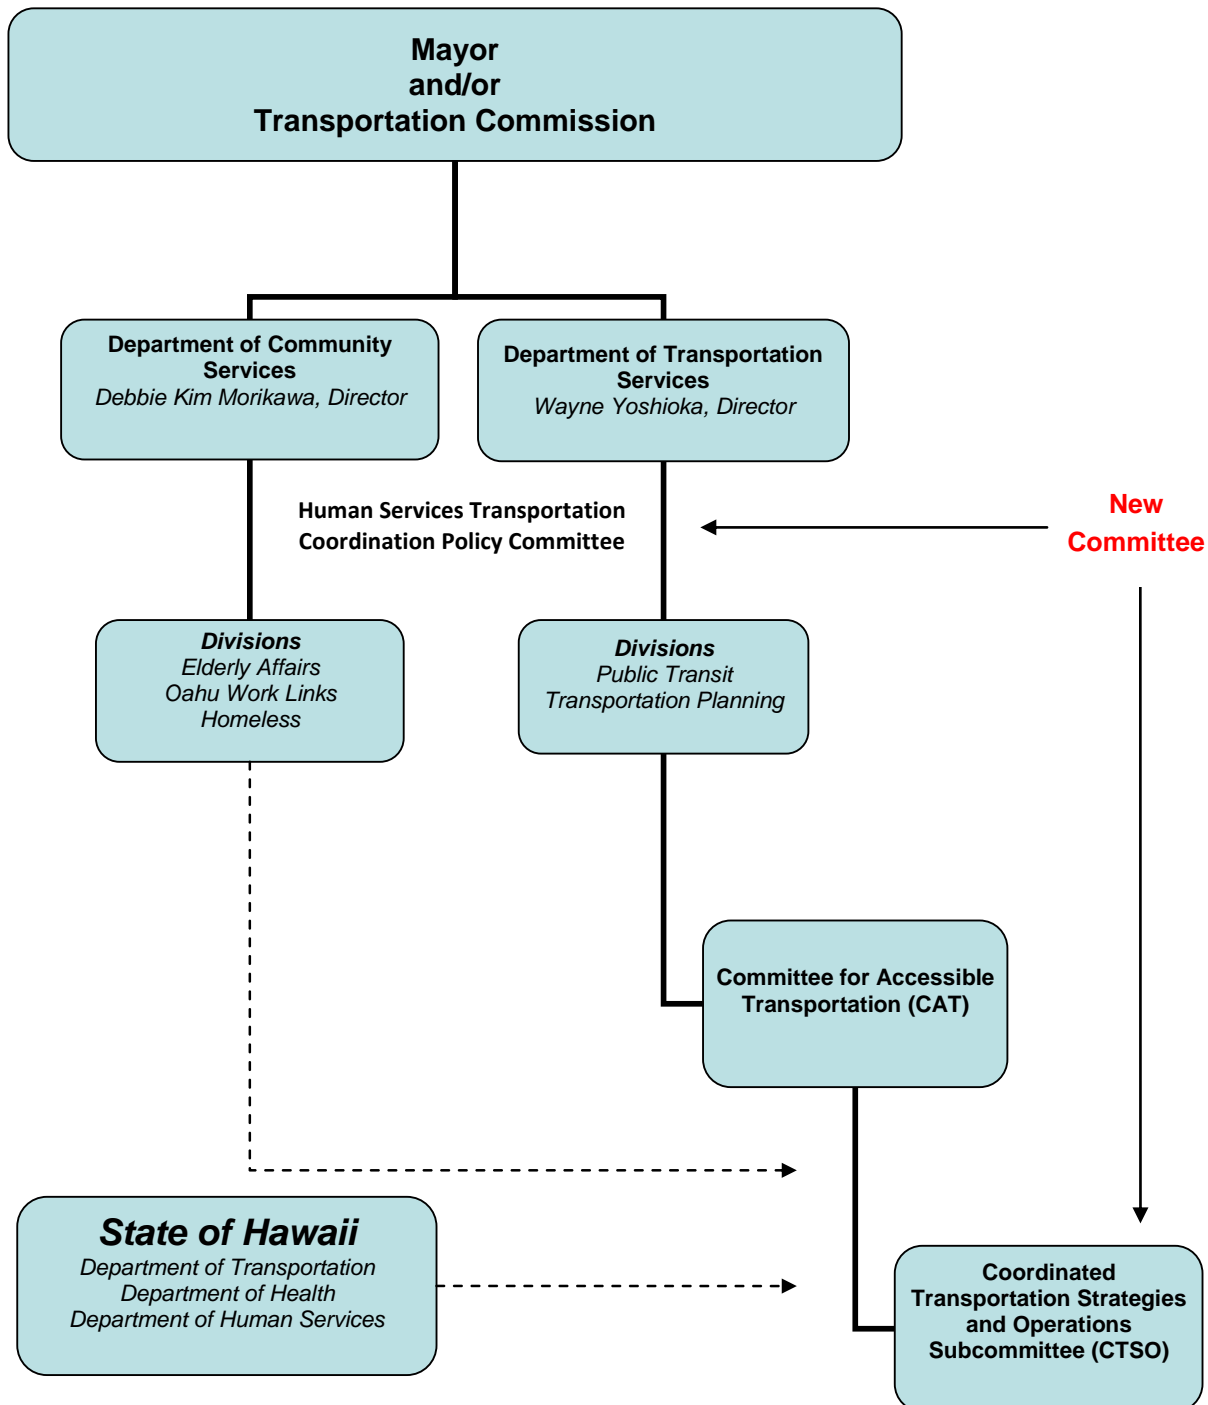 Mayor
and/or
Transportation Commission
Department of Community
Services
Debbie Kim Morikawa, Director
Department of Transportation
Services
Wayne Yoshioka, Director
Human Services Transportation
Coordination Policy Committee
New
Committee
Divisions
Elderly Affairs
Oahu Work Links
Homeless
Divisions
Public Transit
Transportation Planning
Committee for Accessible
Transportation (CAT)
State of Hawaii
Department of Transportation
Department of Health
Department of Human Services
Coordinated
Transportation Strategies
and Operations
Subcommittee (CTSO)